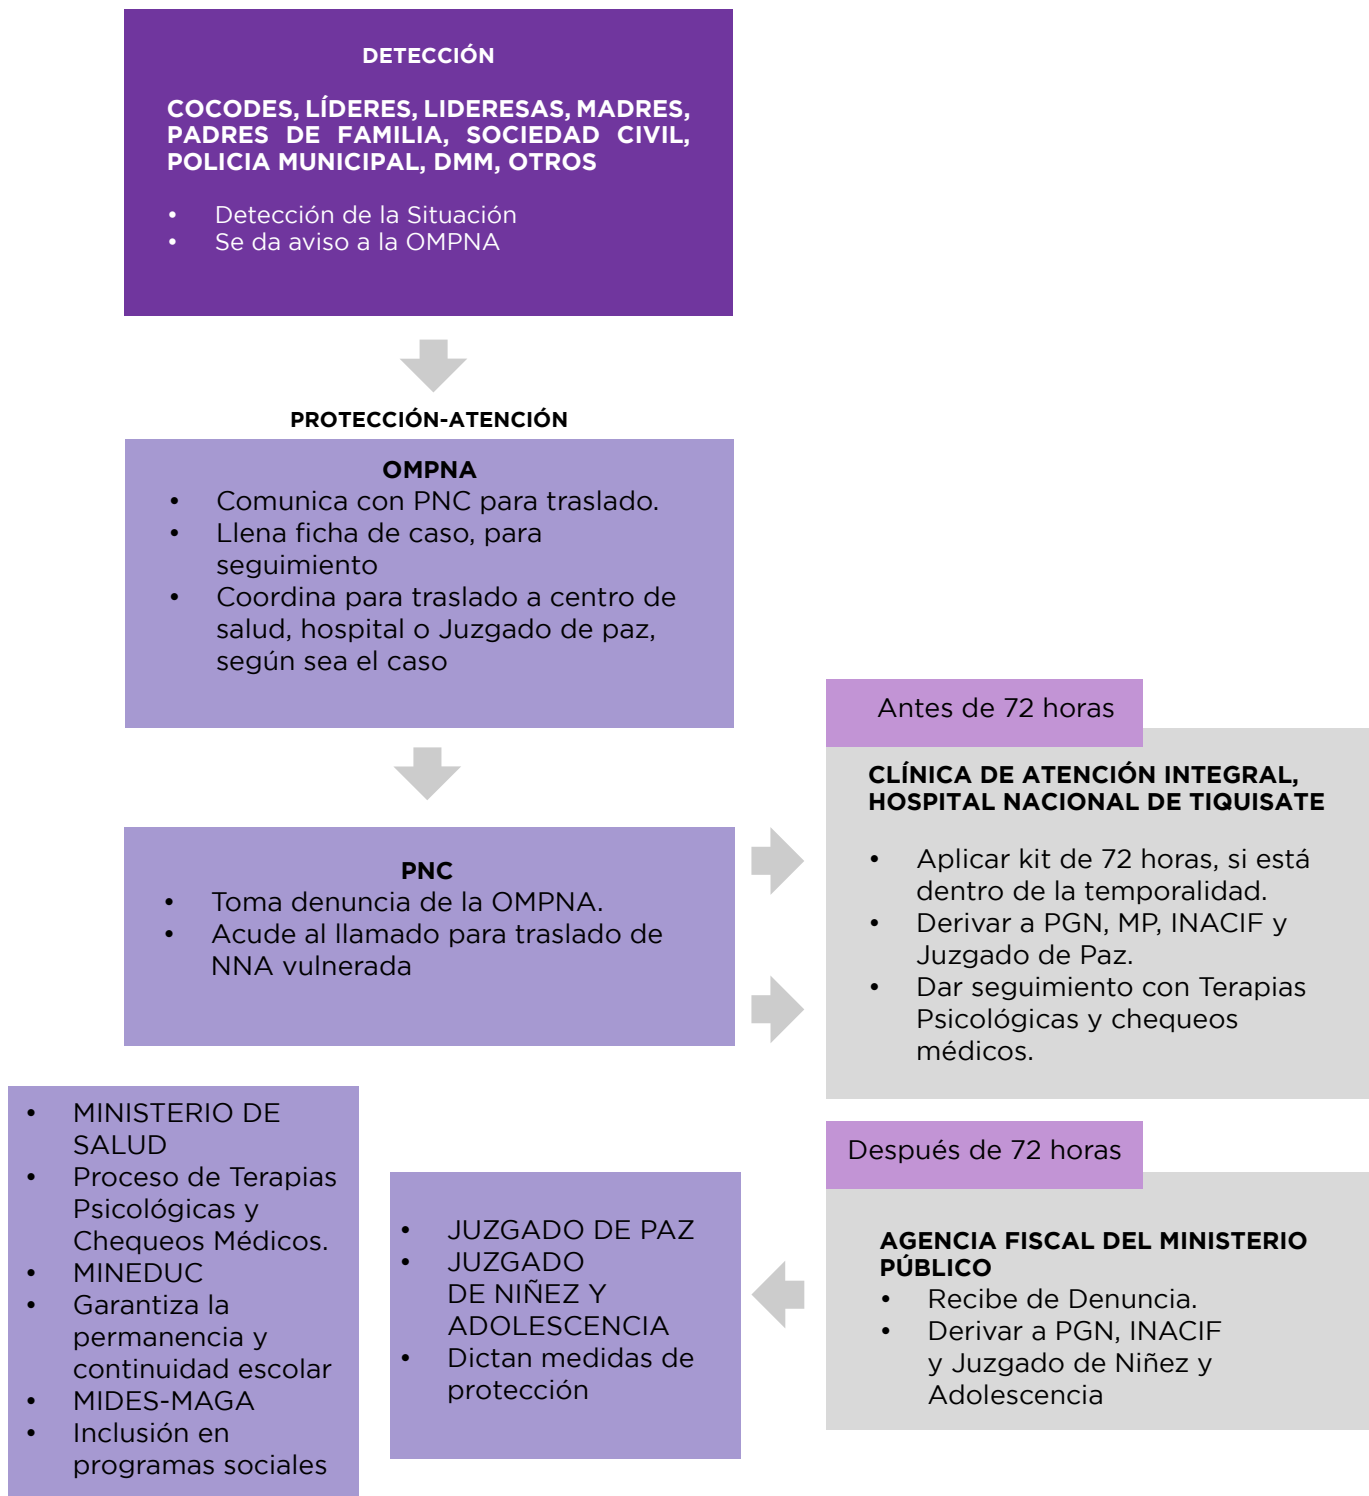 DETECCIÓN
COCODES, LÍDERES, LIDERESAS, MADRES,
PADRES DE FAMILIA, SOCIEDAD CIVIL,
POLICIA MUNICIPAL, DMM, OTROS
• Detección de la Situación
• Se da aviso a la OMPNA
PROTECCIÓN-ATENCIÓN
OMPNA
• Comunica con PNC para traslado.
• Llena ficha de caso, para
seguimiento
• Coordina para traslado a centro de
salud, hospital o Juzgado de paz,
según sea el caso
PNC
• Toma denuncia de la OMPNA.
• Acude al llamado para traslado de
NNA vulnerada
Antes de 72 horas
CLÍNICA DE ATENCIÓN INTEGRAL,
HOSPITAL NACIONAL DE TIQUISATE
• Aplicar kit de 72 horas, si está
dentro de la temporalidad.
• Derivar a PGN, MP, INACIF y
Juzgado de Paz.
• Dar seguimiento con Terapias
Psicológicas y chequeos
médicos.
Después de 72 horas
AGENCIA FISCAL DEL MINISTERIO
PÚBLICO
• Recibe de Denuncia.
• Derivar a PGN, INACIF
y Juzgado de Niñez y
Adolescencia
• JUZGADO DE PAZ
• JUZGADO
DE NIÑEZ Y
ADOLESCENCIA
• Dictan medidas de
protección
• MINISTERIO DE
SALUD
• Proceso de Terapias
Psicológicas y
Chequeos Médicos.
• MINEDUC
• Garantiza la
permanencia y
continuidad escolar
• MIDES-MAGA
• Inclusión en
programas sociales